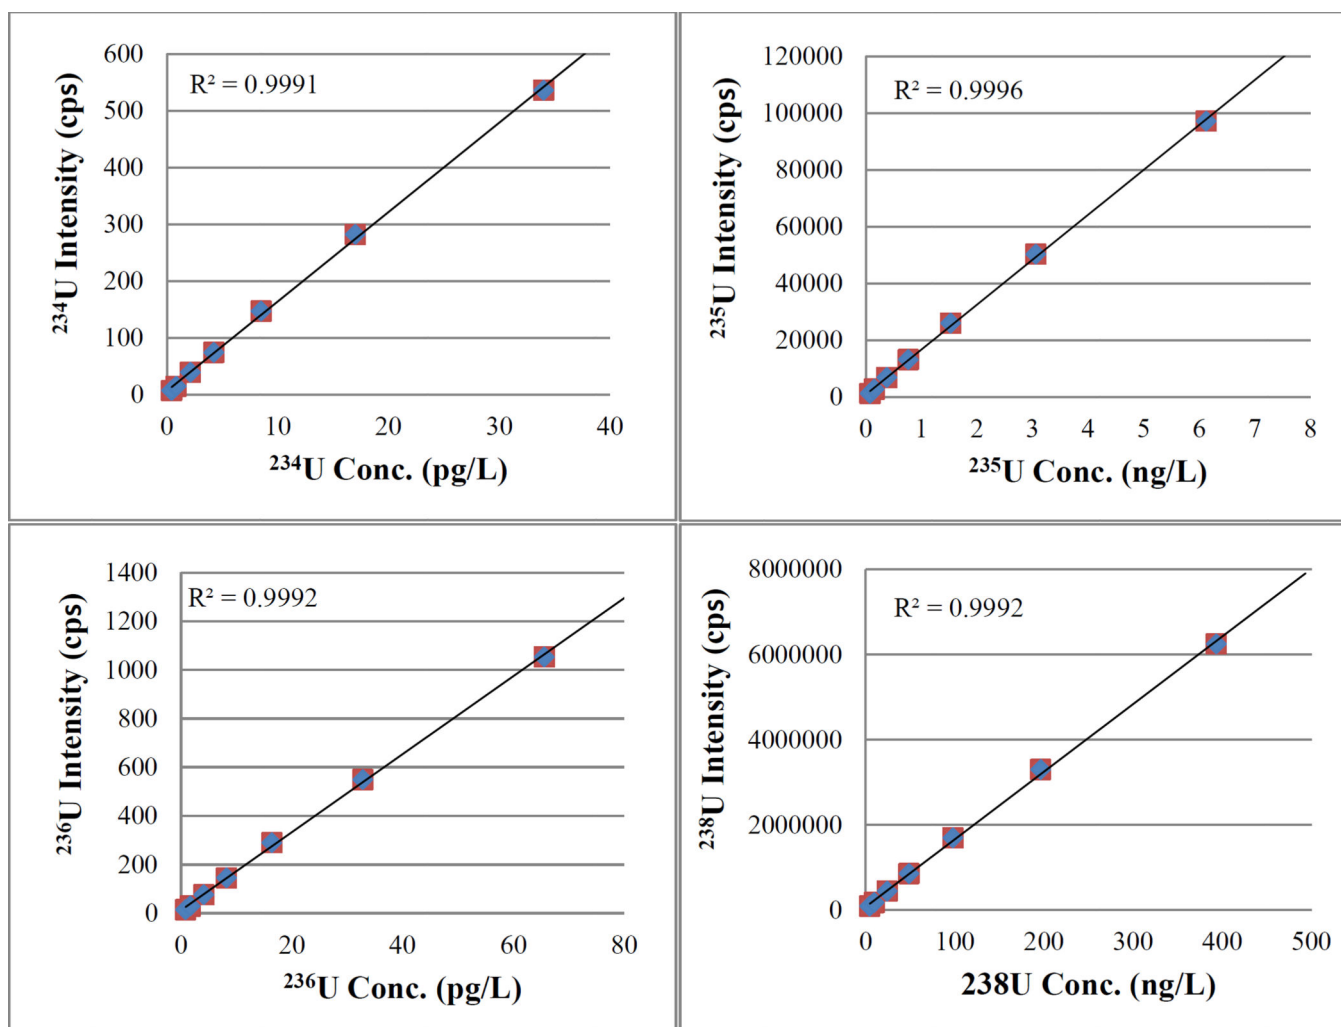 600
R² = 0.9991
500
400
300
200
100
0
0 10 20 30 40
²³⁴U Intensity (cps)
²³⁴U Conc. (pg/L)
120000
R² = 0.9996
100000
80000
60000
40000
20000
0
0 1 2 3 4 5 6 7 8
²³⁵U Intensity (cps)
²³⁵U Conc. (ng/L)
1400
R² = 0.9992
1200
1000
800
600
400
200
0
0 20 40 60 80
²³⁶U Intensity (cps)
²³⁶U Conc. (pg/L)
8000000
R² = 0.9992
6000000
4000000
2000000
0
0 100 200 300 400 500
²³⁸U Intensity (cps)
238U Conc. (ng/L)